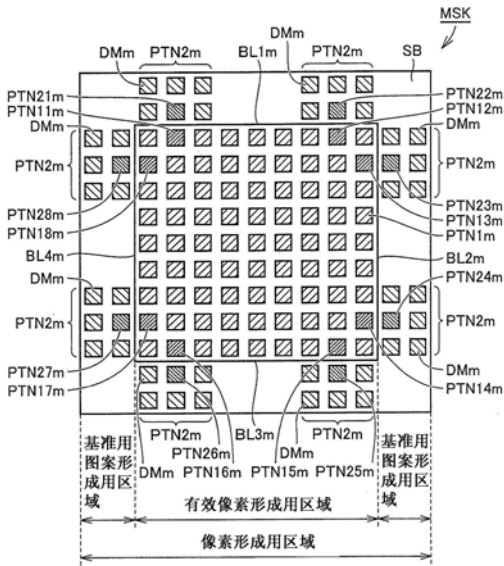 MSK
DMm PTN2m BL1m DMm PTN2m SB
PTN21m PTN22m
PTN11m PTN12m
DMm DMm
PTN2m PTN2m
PTN28m PTN23m
PTN18m PTN13m
PTN1m
BL4m BL2m
DMm PTN24m
PTN2m PTN2m
PTN27m DMm
PTN17m PTN14m
PTN2m BL3m PTN2m
PTN26m DMm
DMm PTN16m PTN15m PTN25m
基准用 基准用
图案形 图案形
成用区 成用区
域 有效像素形成用区域 域
像素形成用区域